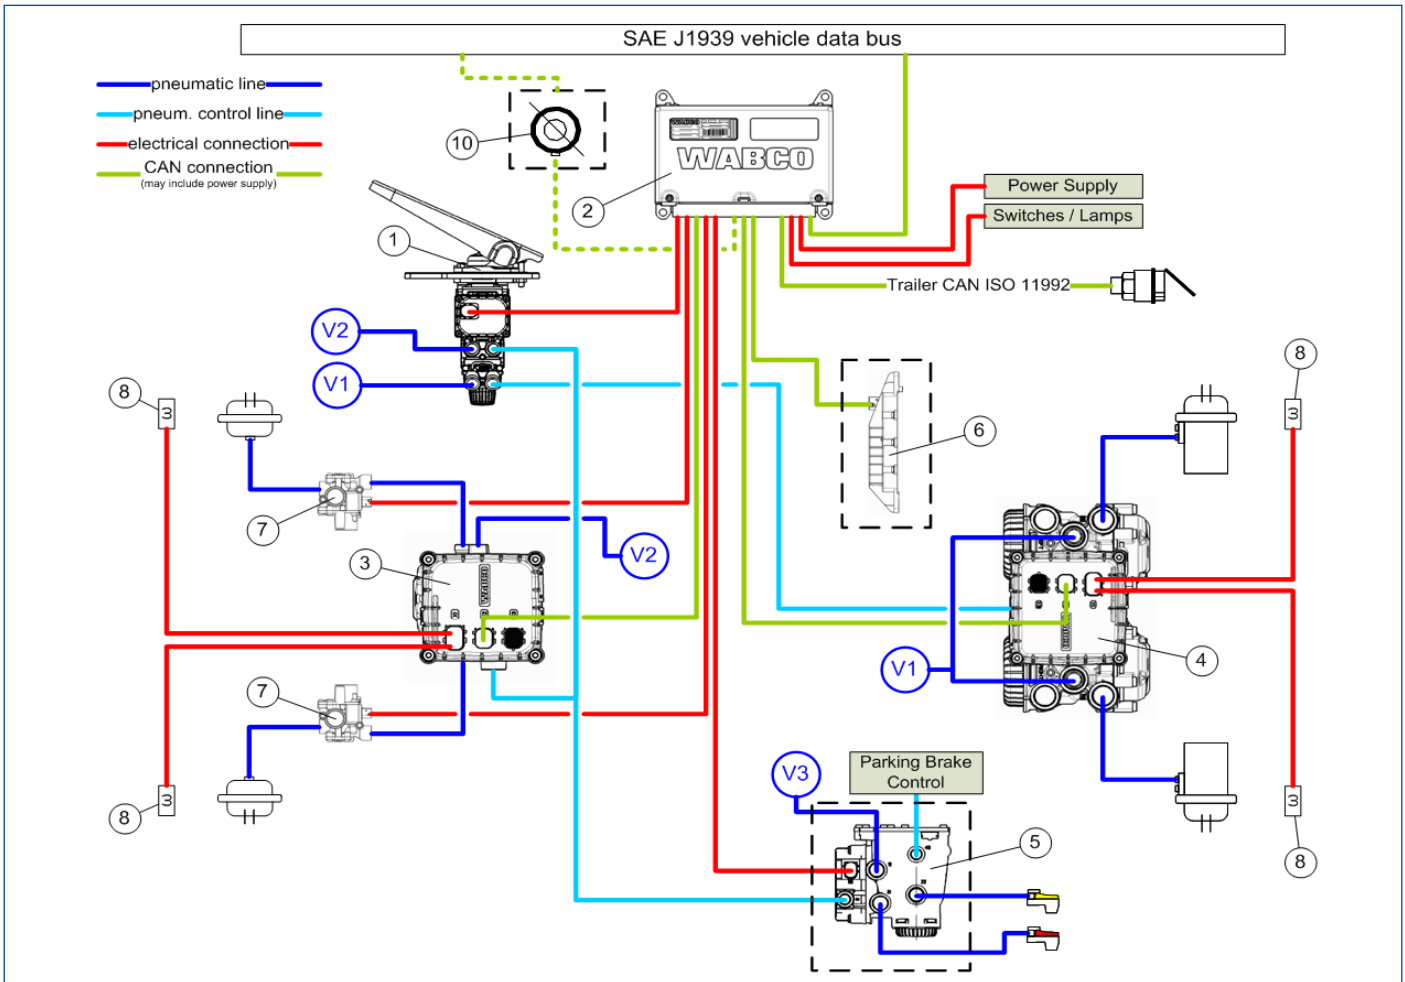 SAE J1939 vehicle data bus
pneumatic line
pneum. control line
electrical connection
CAN connection
(may include power supply)
10
WABCO
WABCO
2
Power Supply
Switches / Lamps
1
Trailer CAN ISO 11992
V2
V1
8
8
6
7
3
V2
WABCO
4
V1
7
8
8
V3
Parking Brake
Control
5